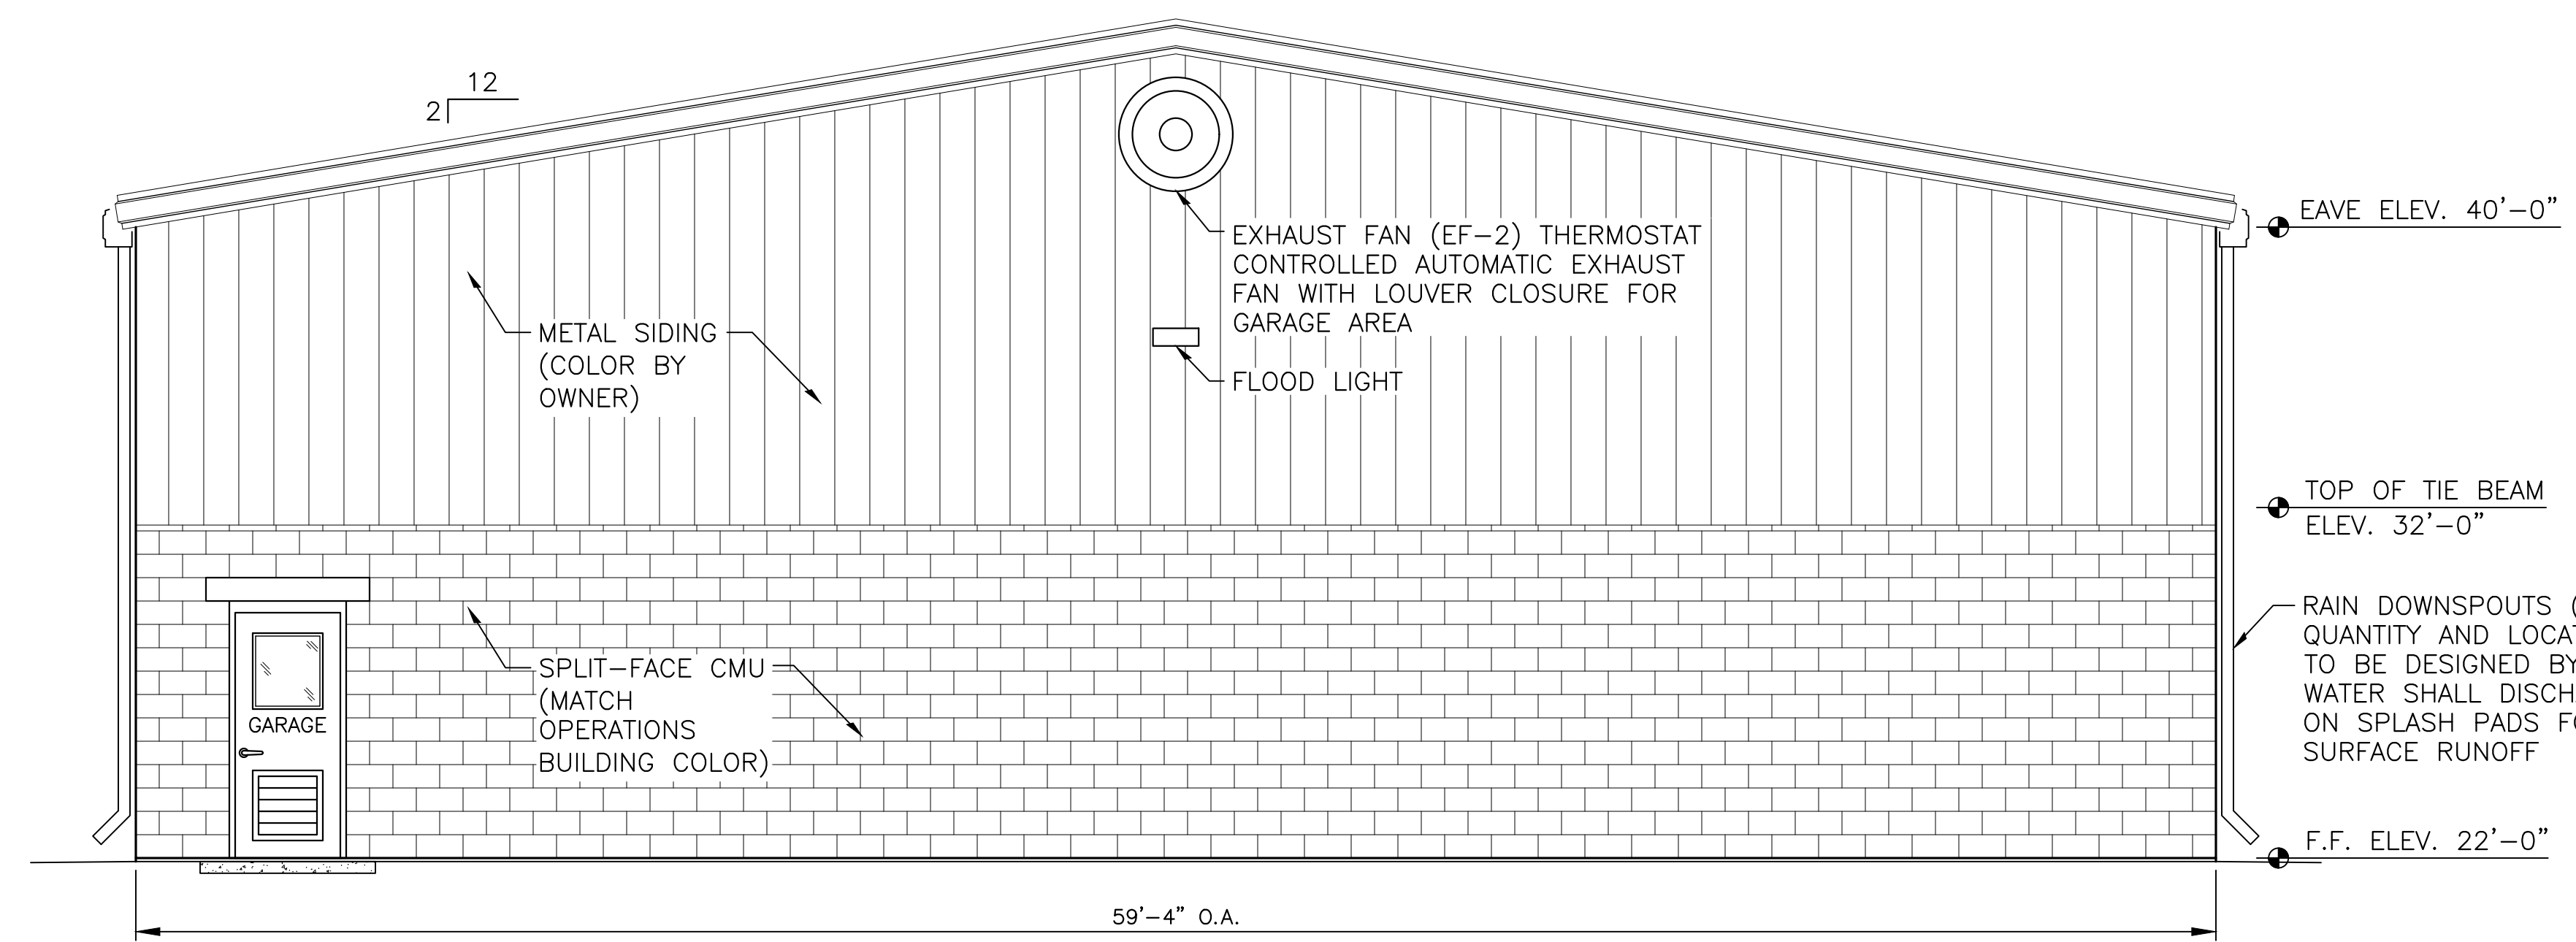 12
2
EAVE ELEV. 40'-0"
EXHAUST FAN (EF-2) THERMOSTAT
CONTROLLED AUTOMATIC EXHAUST
FAN WITH LOUVER CLOSURE FOR
GARAGE AREA
METAL SIDING
(COLOR BY
OWNER)
FLOOD LIGHT
TOP OF TIE BEAM
ELEV. 32'-0"
RAIN DOWNSPOUTS (
QUANTITY AND
TO BE DESIGNED BY
WATER SHALL
ON SPLASH PADS
SURFACE RUNOFF
SPLIT-FACE CMU
(MATCH
OPERATIONS
BUILDING COLOR)
GARAGE
F.F. ELEV. 22'-0"
59'-4" O.A.